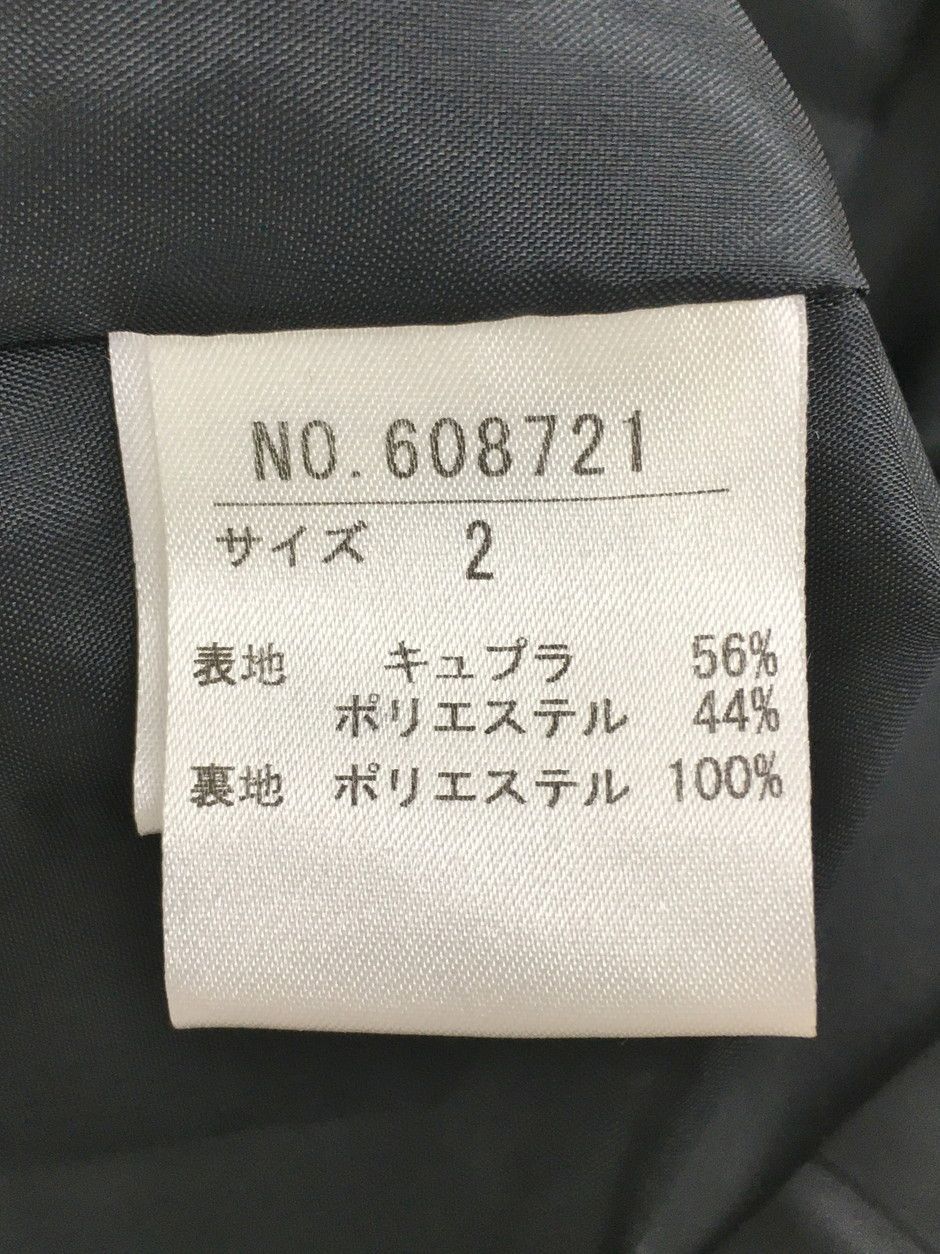 NO.608721
サイズ 2
表地 キュプラ 56%
ポリエステル 44%
裏地 ポリエステル 100%